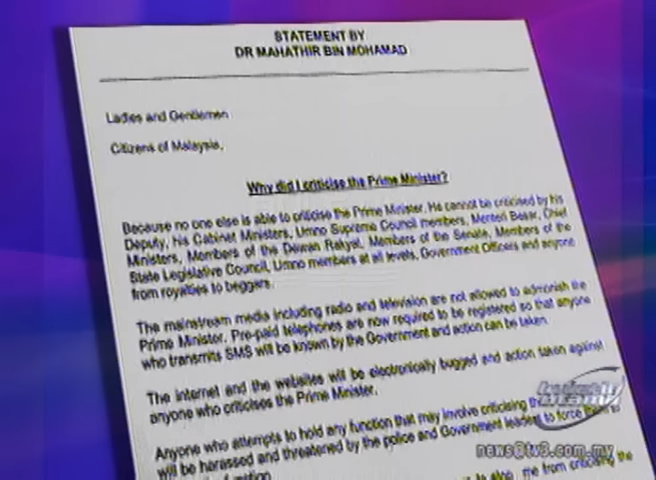 STATEMENT BY
DR MAHATHIR BIN MOHAMAD
Ladies and Gentlemen
Citizens of Malaysia,
Why did I criticise the Prime Minister?
Because no one else is able to criticise the Prime Minister. He cannot be criticised by his
Deputy, his Cabinet Ministers, Umno Supreme Council members, Menteri Besar, Chief
Ministers, Members of the Dewan Rakyat, Members of the Senate, Members of the
State Legislative Council, Umno members at all levels, Government Officers and anyone
from royalties to beggars.
The mainstream media including radio and television are not allowed to admonish the
Prime Minister. Pre-paid telephones are now required to be registered so that anyone
who transmits SMS will be known by the Government and action can be taken
The internet and the websites will be electronically bugged and action taken against
anyone who criticises the Prime Minister.
Anyone who attempts to hold any function that may involve criticising
will be harassed and threatened by the police and Government leaders to force
function
me from criticising the
news@tv3.com.my